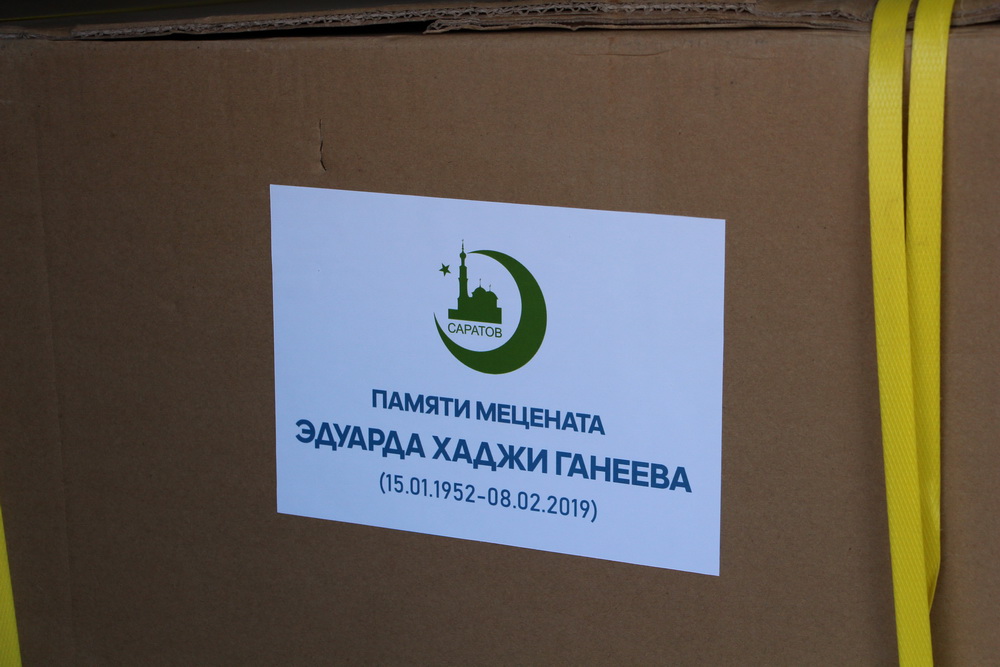 САРАТОВ
ПАМЯТИ МЕЦЕНАТА
ЭДУАРДА ХАДЖИ ГАНЕЕВА
(15.01.1952-08.02.2019)